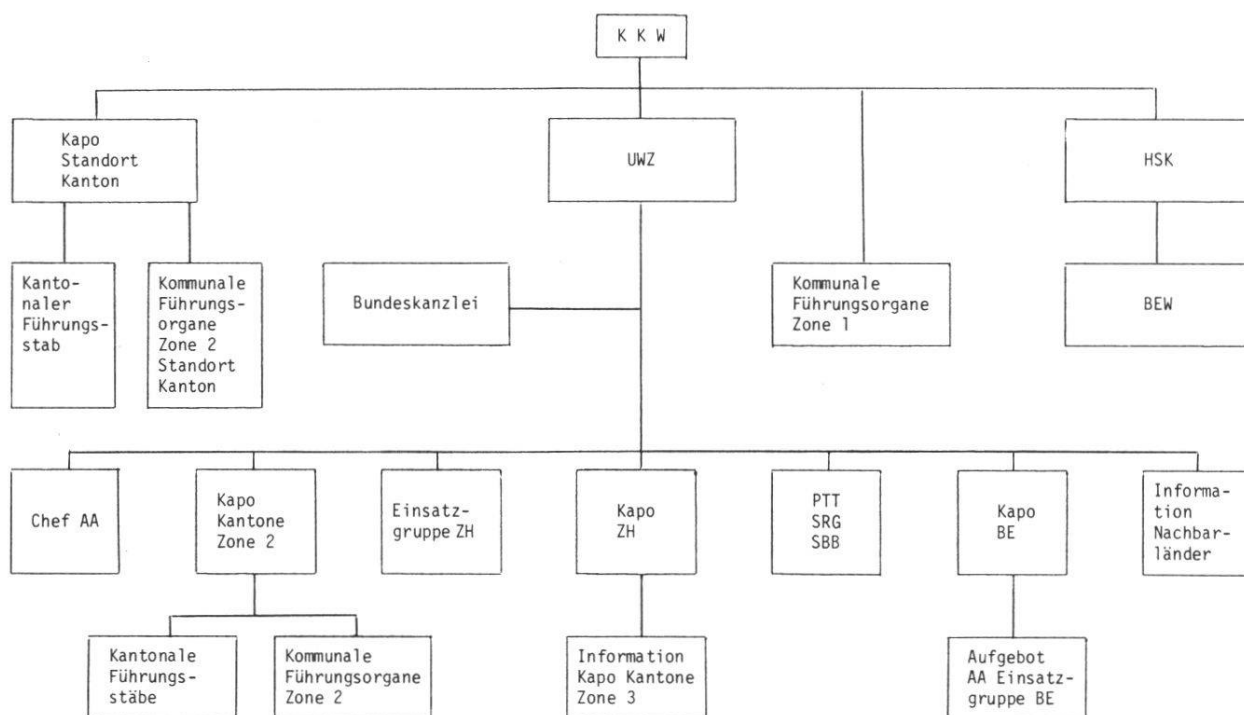 K K W
Kapo
Standort
Kanton
UWZ
HSK
Kanto-
naler
Führungs-
stab
Kommunale
Führungs-
organe
Zone 2
Standort
Kanton
Bundeskanzlei
Kommunale
Führungsorgane
Zone 1
BEW
Chef AA
Kapo
Kantone
Zone 2
Einsatz-
gruppe ZH
Kapo
ZH
PTT
SRG
SBB
Kapo
BE
Informa-
tion
Nachbar-
länder
Kantonale
Führungs-
stäbe
Kommunale
Führungsorgane
Zone 2
Information
Kapo Kantone
Zone 3
Aufgebot
AA Einsatz-
gruppe BE